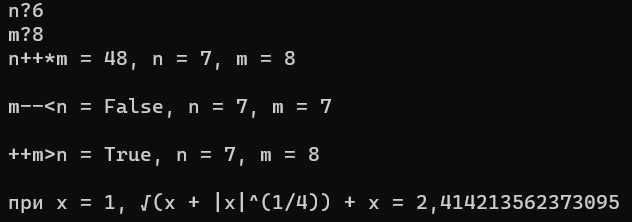 n?6
m?8
n++*m = 48, n = 7, m = 8
m--<n = False, n = 7, m = 7
++m>n = True, n = 7, m = 8
при x = 1, √(x + |x|^(1/4)) + x = 2,414213562373095